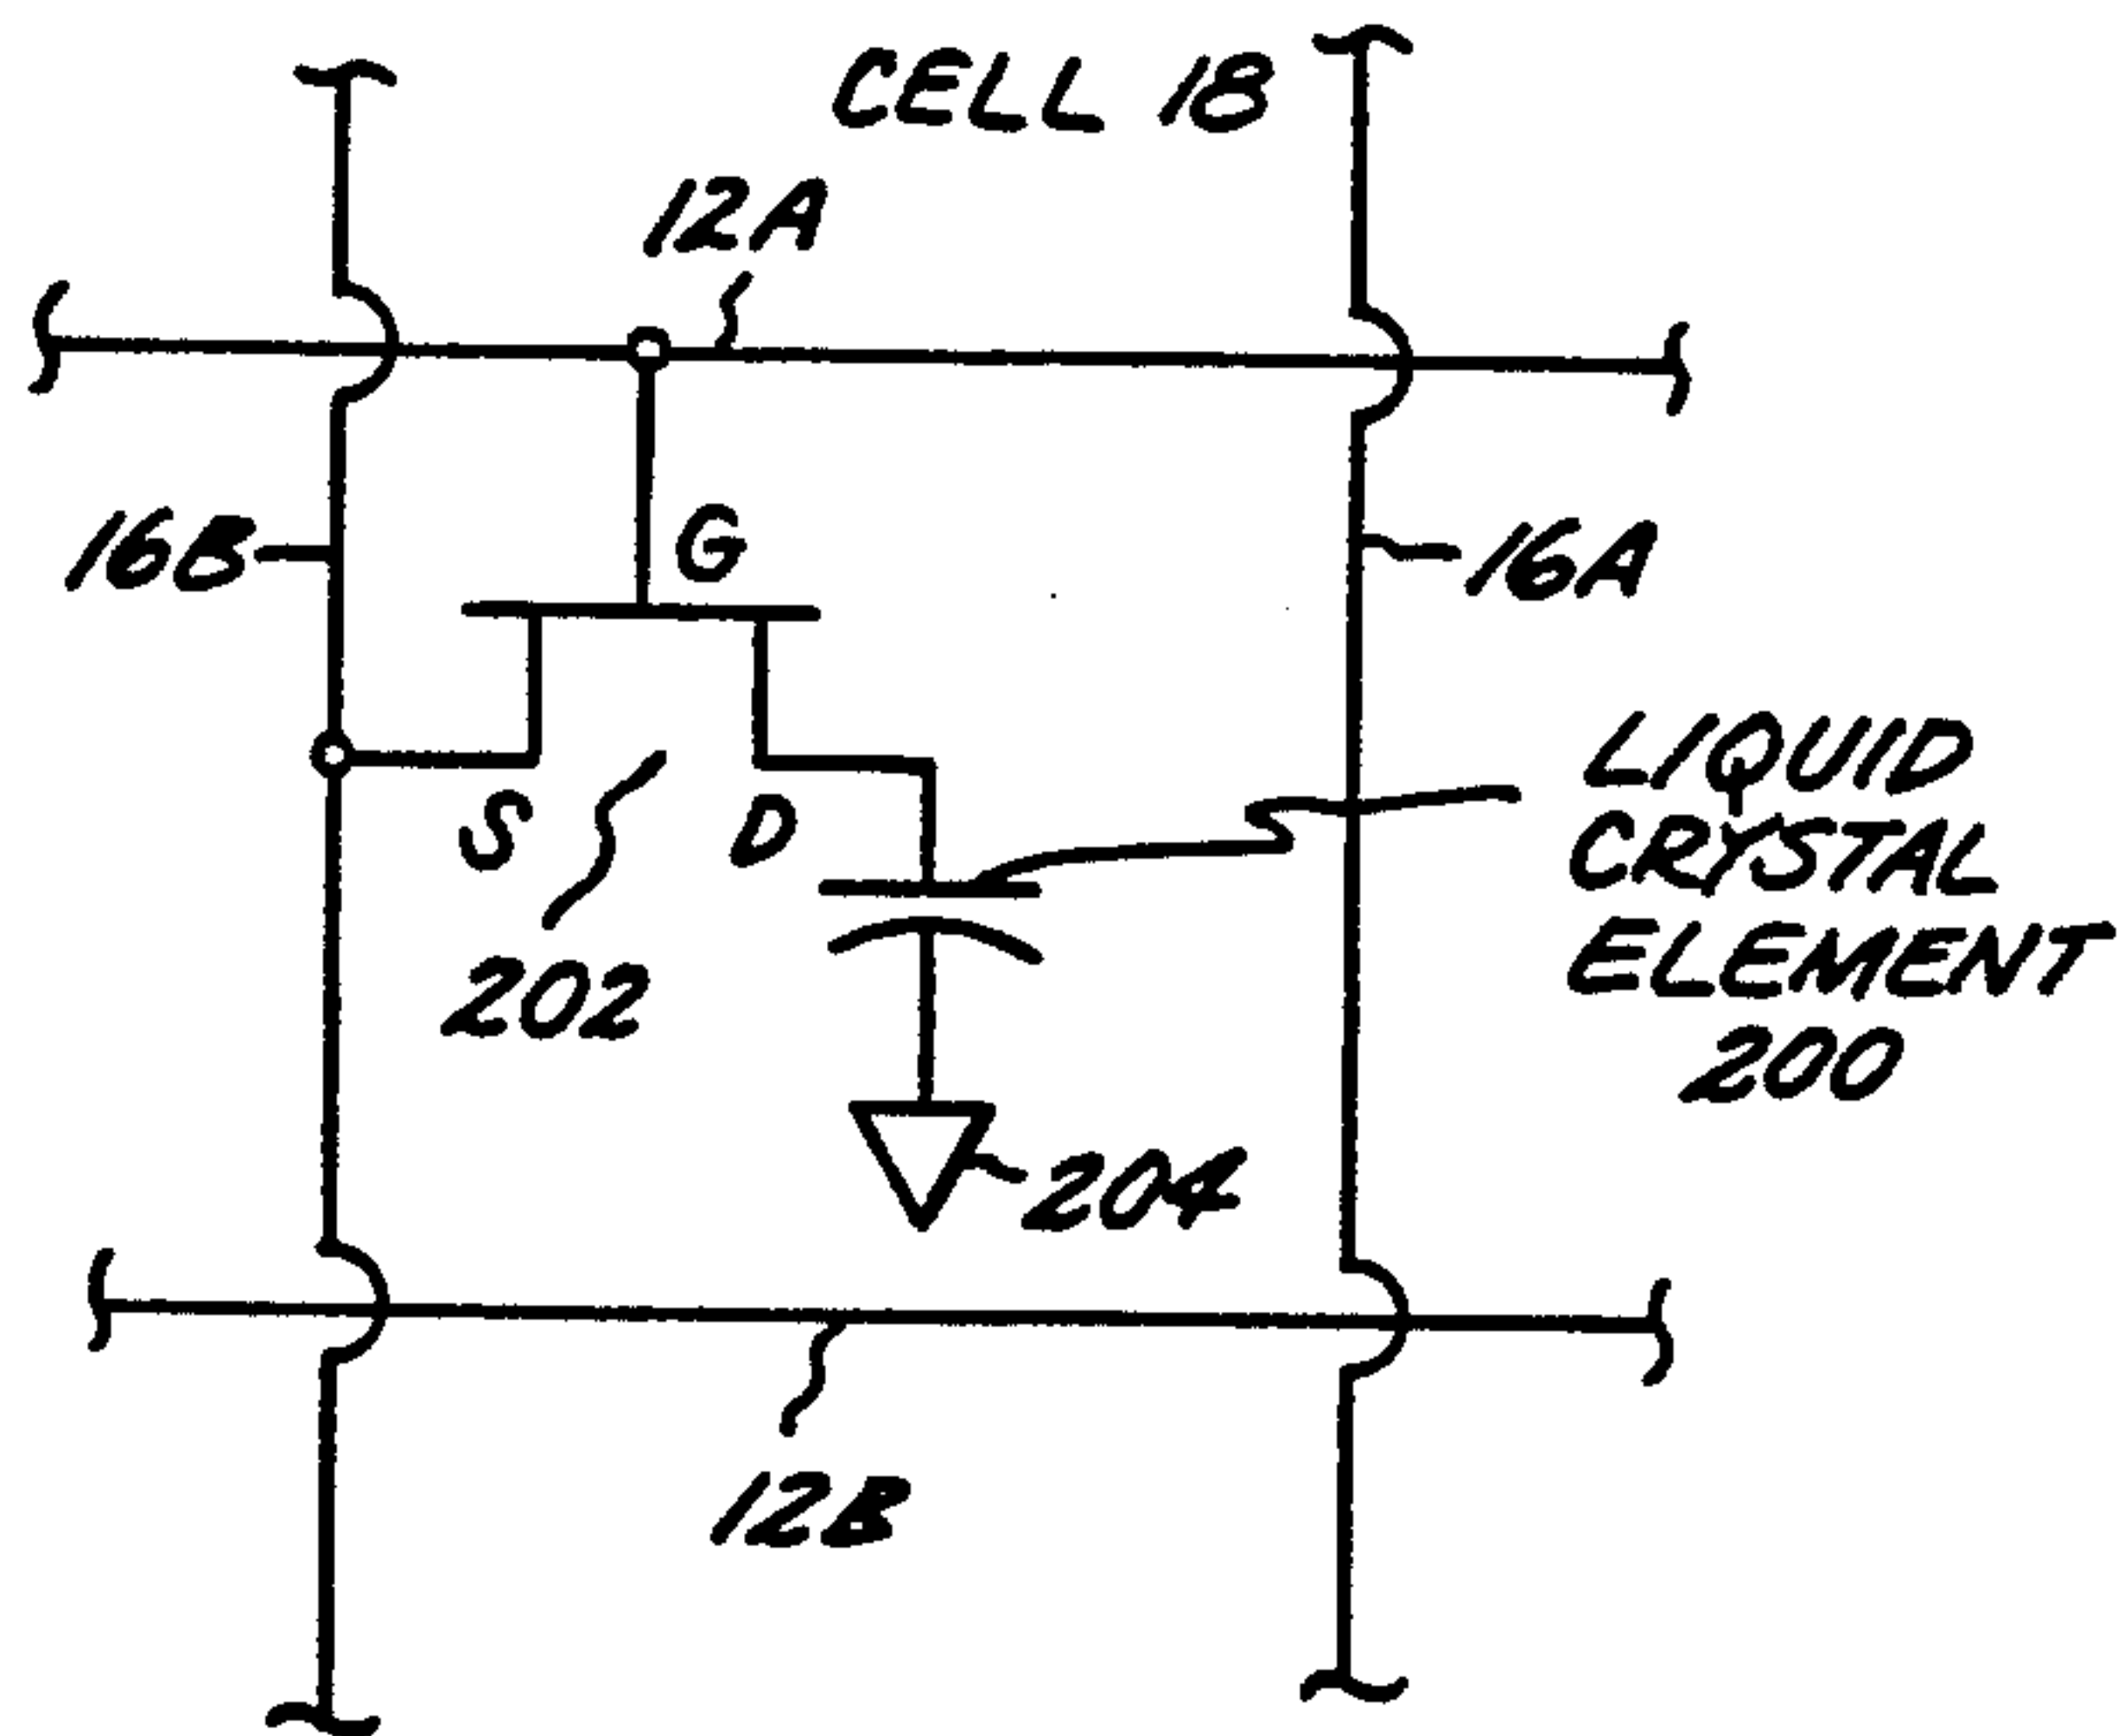 CELL 18
12A
16B
G
16A
S
D
LIQUID
CRYSTAL
ELEMENT
200
202
204
12B